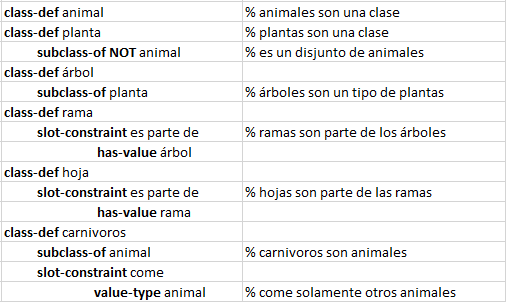 class-def animal % animales son una clase
class-def planta % plantas son una clase
subclass-of NOT animal % es un disjunto de animales
class-def árbol
subclass-of planta % árboles son un tipo de plantas
class-def rama
slot-constraint es parte de % ramas son parte de los árboles
has-value árbol
class-def hoja
slot-constraint es parte de % hojas son parte de las ramas
has-value rama
class-def carnivoros
subclass-of animal % carnivoros son animales
slot-constraint come
value-type animal % come solamente otros animales